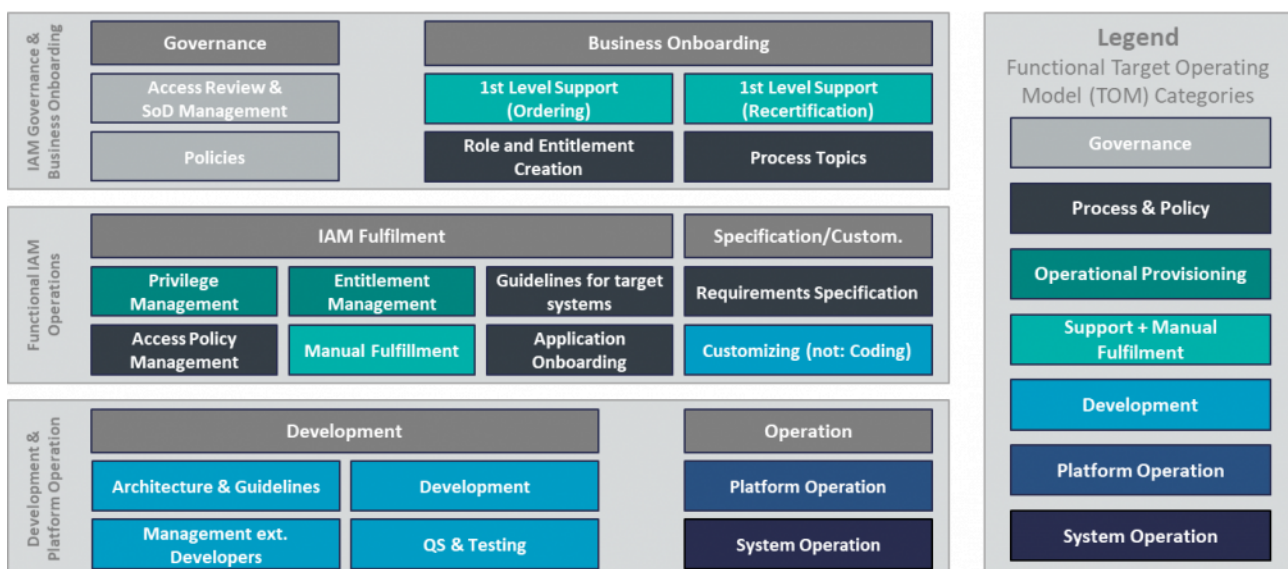 IAM Governance &
Business Onboarding
Governance
Business Onboarding
Access Review &
SoD Management
1st Level Support
(Ordering)
1st Level Support
(Recertification)
Policies
Role and Entitlement
Creation
Process Topics
Functional IAM
Operations
IAM Fulfilment
Specification/Custom.
Privilege
Management
Entitlement
Management
Guidelines for target
systems
Requirements Specification
Access Policy
Management
Manual Fulfillment
Application
Onboarding
Customizing (not: Coding)
Development &
Platform Operation
Development
Operation
Architecture & Guidelines
Development
Platform Operation
Management ext.
Developers
QS & Testing
System Operation
Legend
Functional Target Operating
Model (TOM) Categories
Governance
Process & Policy
Operational Provisioning
Support + Manual
Fulfilment
Development
Platform Operation
System Operation